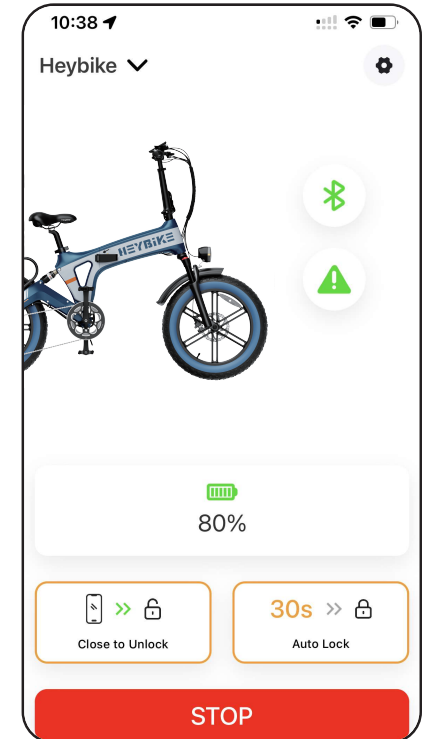 10:38
Heybike
HEYBIKE
80%
Close to Unlock
30s
Auto Lock
STOP